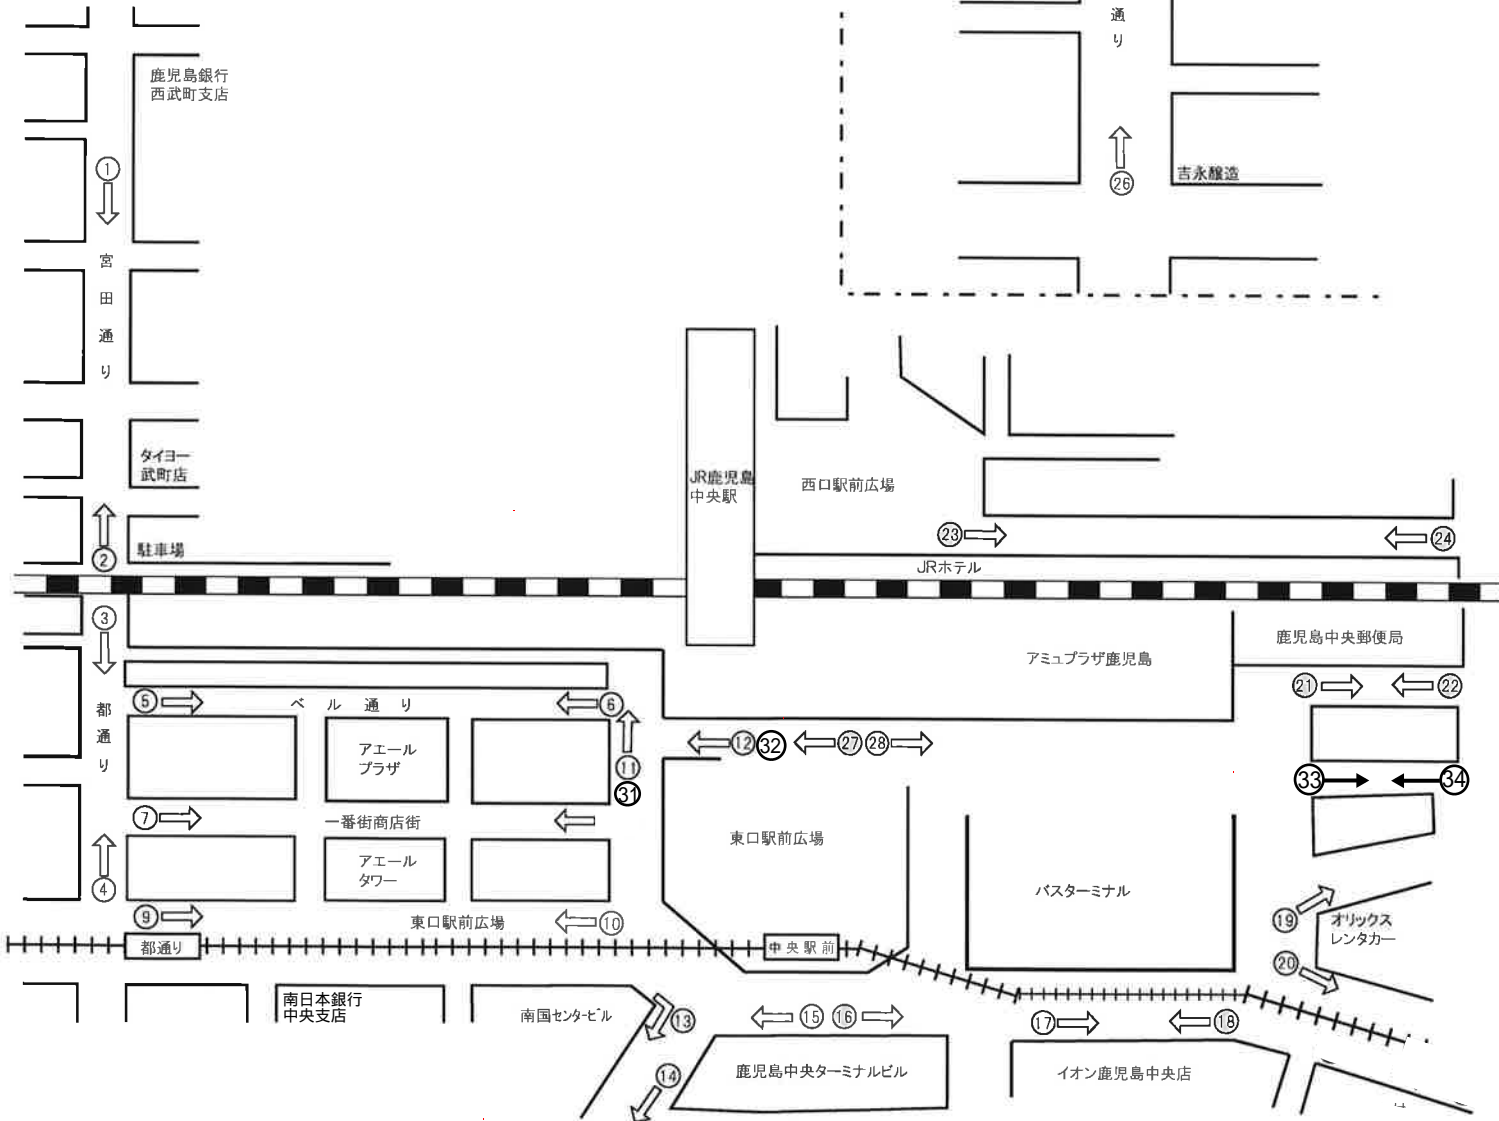 通り
鹿児島銀行
西武町支店
①
㉖
吉永醸造
宮田通り
タイヨー
武町店
JR鹿児島
中央駅
西口駅前広場
㉓
㉔
②
駐車場
JRホテル
③
鹿児島中央郵便局
アミュプラザ鹿児島
⑤
ベル通り
⑥
㉑
㉒
都通り
アエール
プラザ
⑫
㉜
㉗
㉘
⑪
㉛
㉝
㉞
⑦
一番街商店街
東口駅前広場
アエール
タワー
④
バスターミナル
⑨
東口駅前広場
⑩
⑲
オリックス
レンタカー
都通り
中央駅前
⑳
南日本銀行
中央支店
南国センタービル
⑬
⑮
⑯
⑰
⑱
⑭
鹿児島中央ターミナルビル
イオン鹿児島中央店